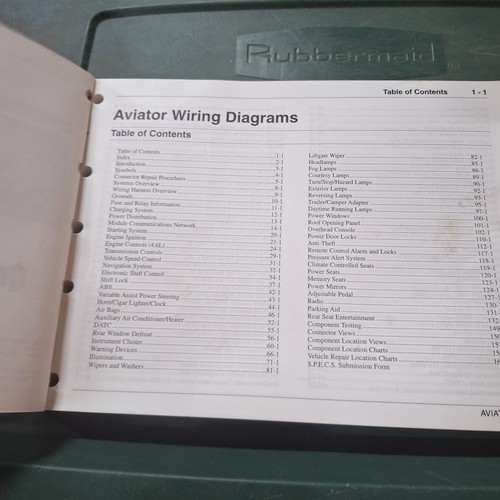 Rubbermaid
Table of Contents 1 - 1
Aviator Wiring Diagrams
Table of Contents
Table of Contents
Index 1-1
Introduction 2-1
Symbols 3-1
Connector Repair Procedures 4-1
Systems Overview 5-1
Wiring Harness Overview 8-1
Grounds 9-1
Fuse and Relay Information 10-1
Charging System 11-1
Power Distribution 12-1
Module Communications Network 13-1
Starting System 14-1
Engine Ignition 20-1
Engine Controls (4.6L) 21-1
Transmission Controls 24-1
Vehicle Speed Control 29-1
Navigation System 31-1
Electronic Shift Control 32-1
Shift Lock 34-1
ABS 37-1
Variable Assist Power Steering 42-1
Horn/Cigar Lighter/Clock 43-1
Air Bags 44-1
Auxiliary Air Conditioner/Heater 46-1
DATC 52-1
Rear Window Defrost 55-1
Instrument Cluster 56-1
Warning Devices 60-1
Illumination 66-1
Wipers and Washers 71-1
81-1
Liftgate Wiper 82-1
Headlamps 85-1
Fog Lamps 86-1
Courtesy Lamps 89-1
Turn/Stop/Hazard Lamps 90-1
Exterior Lamps 92-1
Reversing Lamps 93-1
Trailer/Camper Adapter 95-1
Daytime Running Lamps 97-1
Power Windows 100-1
Roof Opening Panel 101-1
Overhead Console 102-1
Power Door Locks 110-1
Anti-Theft 112-1
Remote Control Alarm and Locks 117-1
Pressure Alert System 118-1
Climate Controlled Seats 119-1
Power Seats 120-1
Memory Seats 123-1
Power Mirrors 124-1
Adjustable Pedal 127-1
Radio 130-
Parking Aid 131-
Rear Seat Entertainment 132-
Component Testing 149
Connector Views 150
Component Location Views 151
Component Location Charts 15
Vehicle Repair Location Charts 16
S.P.E.C.S. Submission Form
AVIAT